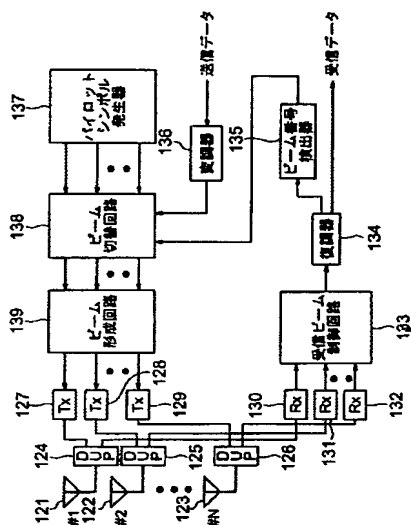 137
パイロット
シンボル
発生器
138
ビーム
切替回路
139
ビーム
形成回路
136
変調器
送信データ
135
ビーム番号
検出器
受信データ
134
復調器
133
受信ビーム
制御回路
127
Tx
Tx
128
Tx
129
130
Rx
Rx
131
Rx
132
124
DUP
DUP
125
DUP
126
121
#1
122
#2
123
#N